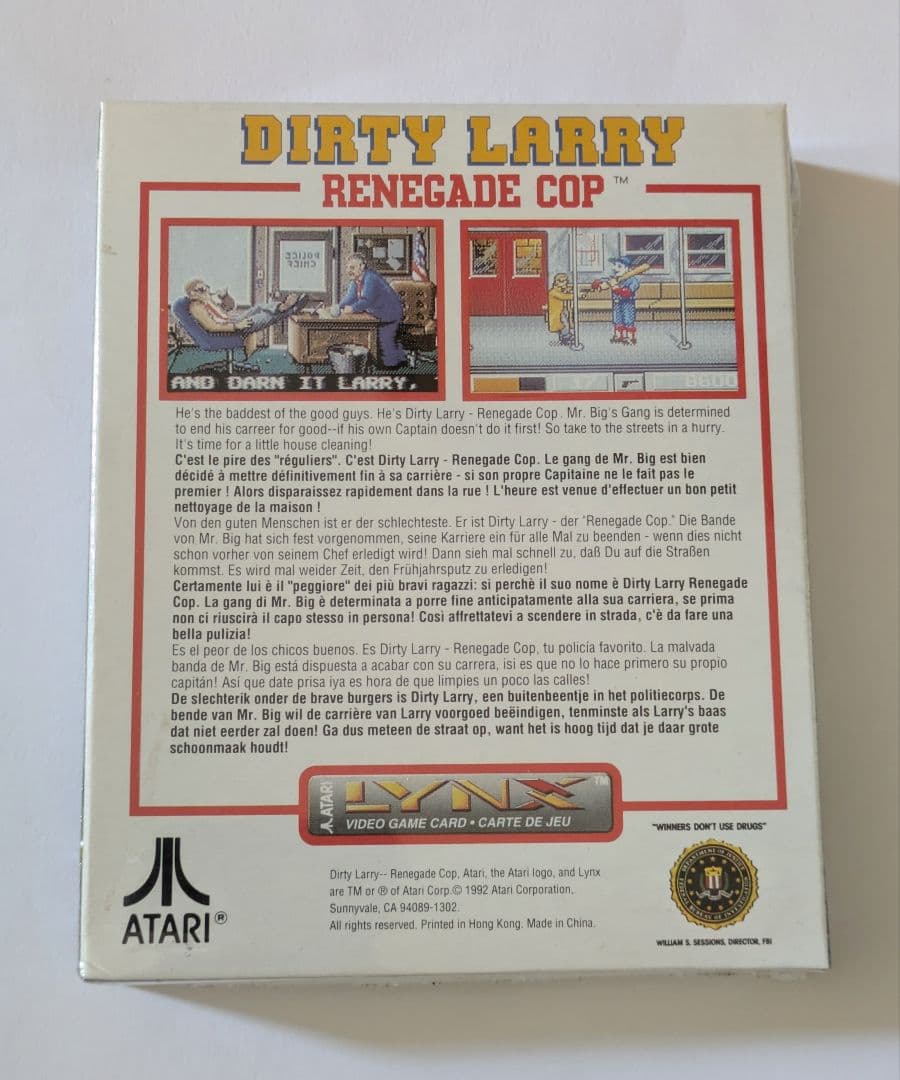 DIRTY LARRY
RENEGADE COP ™
POLICE
CHIEF
AND DARN IT LARRY,
17
8600
He's the baddest of the good guys. He's Dirty Larry - Renegade Cop. Mr. Big's Gang is determined
to end his carreer for good--if his own Captain doesn't do it first! So take to the streets in a hurry.
It's time for a little house cleaning!
C'est le pire des "réguliers". C'est Dirty Larry - Renegade Cop. Le gang de Mr. Big est bien
décidé à mettre définitivement fin à sa carrière - si son propre Capitaine ne le fait pas le
premier ! Alors disparaissez rapidement dans la rue ! L'heure est venue d'effectuer un bon petit
nettoyage de la maison !
Von den guten Menschen ist er der schlechteste. Er ist Dirty Larry - der "Renegade Cop." Die Bande
von Mr. Big hat sich fest vorgenommen, seine Karriere ein für alle Mal zu beenden - wenn dies nicht
schon vorher von seinem Chef erledigt wird! Dann sieh mal schnell zu, daß Du auf die Straßen
kommst. Es wird mal weider Zeit, den Frühjahrsputz zu erledigen!
Certamente lui è il "peggiore" dei più bravi ragazzi: si perchè il suo nome è Dirty Larry Renegade
Cop. La gang di Mr. Big è determinata a porre fine anticipatamente alla sua carriera, se prima
non ci riuscirà il capo stesso in persona! Così affrettatevi a scendere in strada, c'è da fare una
bella pulizia!
Es el peor de los chicos buenos. Es Dirty Larry - Renegade Cop, tu policía favorito. La malvada
banda de Mr. Big está dispuesta a acabar con su carrera, isi es que no lo hace primero su propio
capitán! Así que date prisa iya es hora de que limpies un poco las calles!
De slechterik onder de brave burgers is Dirty Larry, een buitenbeentje in het politiecorps. De
bende van Mr. Big wil de carrière van Larry voorgoed beëindigen, tenminste als Larry's baas
dat niet eerder zal doen! Ga dus meteen de straat op, want het is hoog tijd dat je daar grote
schoonmaak houdt!
ATARI LYNX ™
VIDEO GAME CARD • CARTE DE JEU
ATARI®
Dirty Larry-- Renegade Cop, Atari, the Atari logo, and Lynx
are TM or ® of Atari Corp.© 1992 Atari Corporation,
Sunnyvale, CA 94089-1302.
All rights reserved. Printed in Hong Kong. Made in China.
"WINNERS DON'T USE DRUGS"
DEPARTMENT OF JUSTICE
FEDERAL BUREAU OF INVESTIGATION
WILLIAM S. SESSIONS, DIRECTOR, FBI